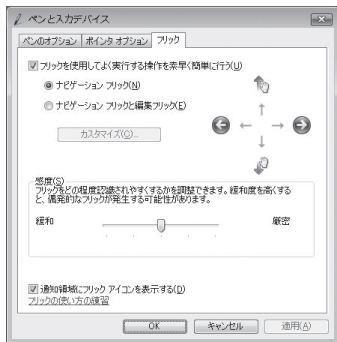 ペンと入力デバイス
ペンのオプション ポインタ オプション フリック
フリックを使用してよく実行する操作を素早く簡単に行う(U)
ナビゲーション フリック(N)
ナビゲーション フリックと編集フリック(E)
カスタマイズ(C)...
感度(S)
フリックをどの程度認識されやすくするかを調整できます。緩和度を高くする
と、偶発的なフリックが発生する可能性があります。
緩和 厳密
通知領域にフリック アイコンを表示する(D)
フリックの使い方の練習
OK キャンセル 適用(A)